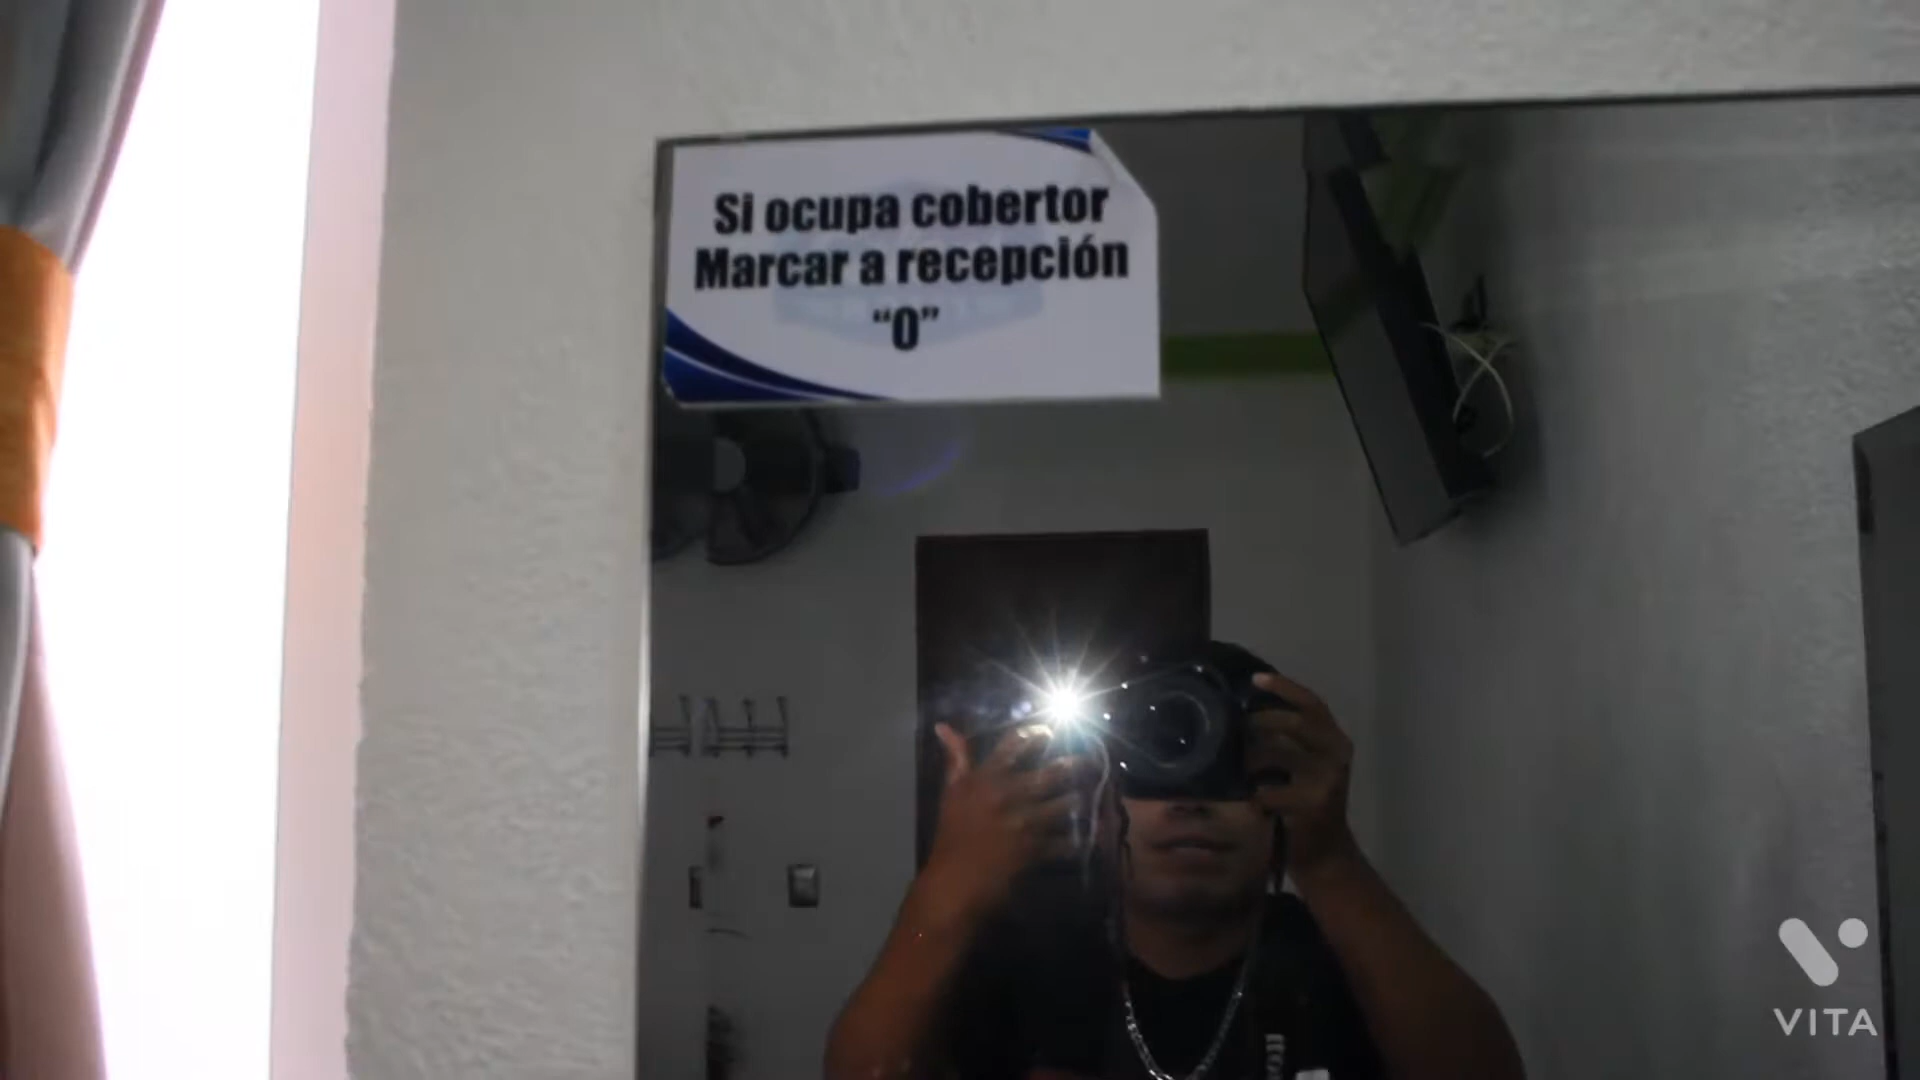 Si ocupa cobertor
Marcar a recepción
“0”
VITA